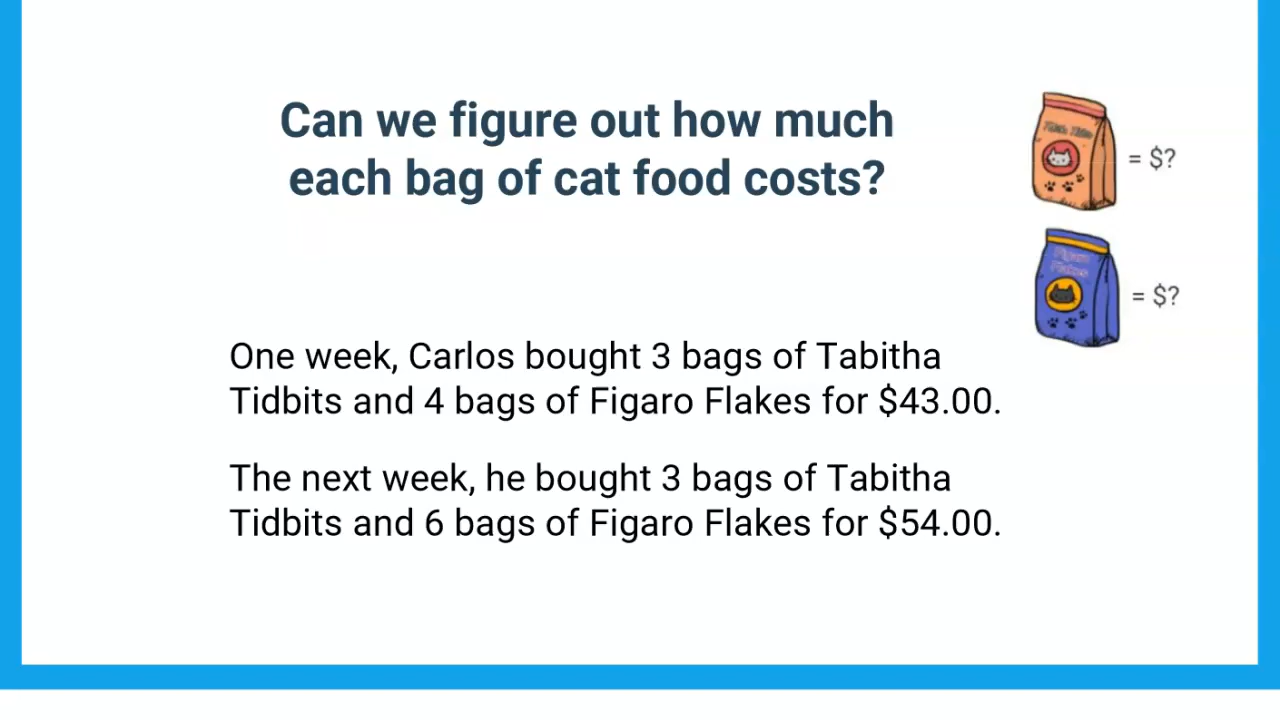 Can we figure out how much
each bag of cat food costs?
= $?
Figaro
Flakes
= $?
One week, Carlos bought 3 bags of Tabitha
Tidbits and 4 bags of Figaro Flakes for $43.00.
The next week, he bought 3 bags of Tabitha
Tidbits and 6 bags of Figaro Flakes for $54.00.